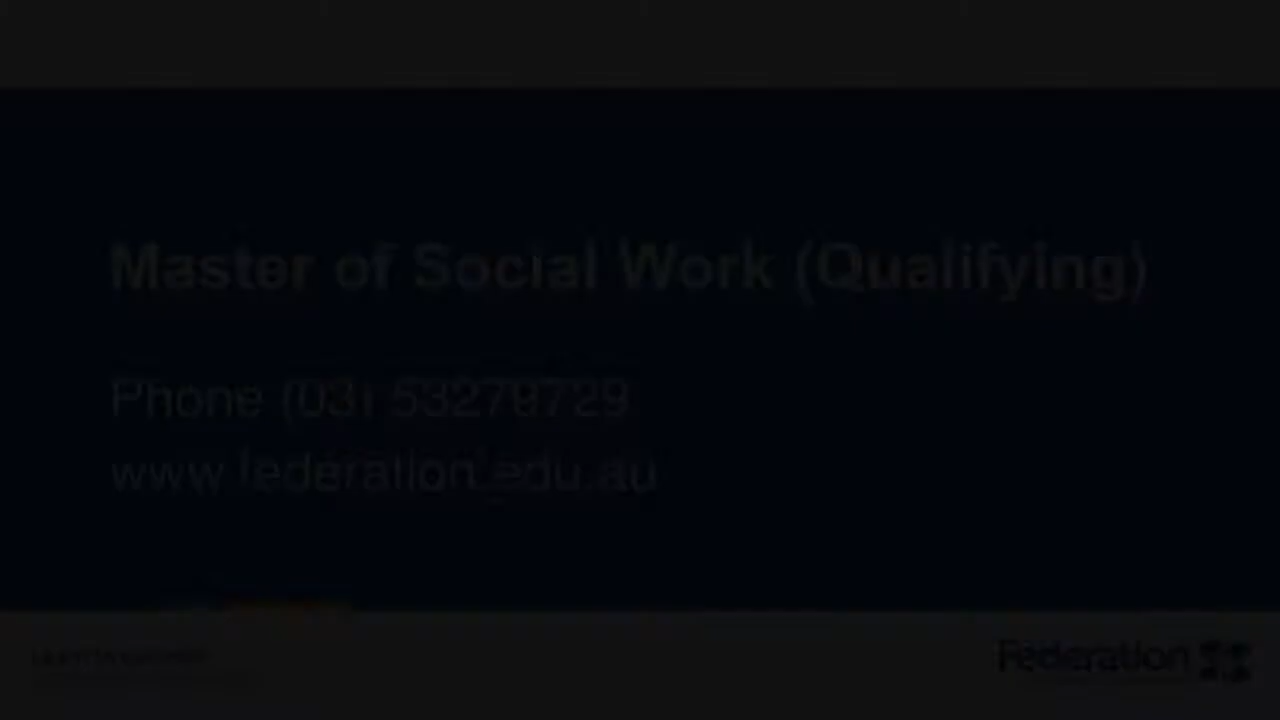 Master of Social Work (Qualifying)
Phone (03) 53279729
www.federation.edu.au
Federation